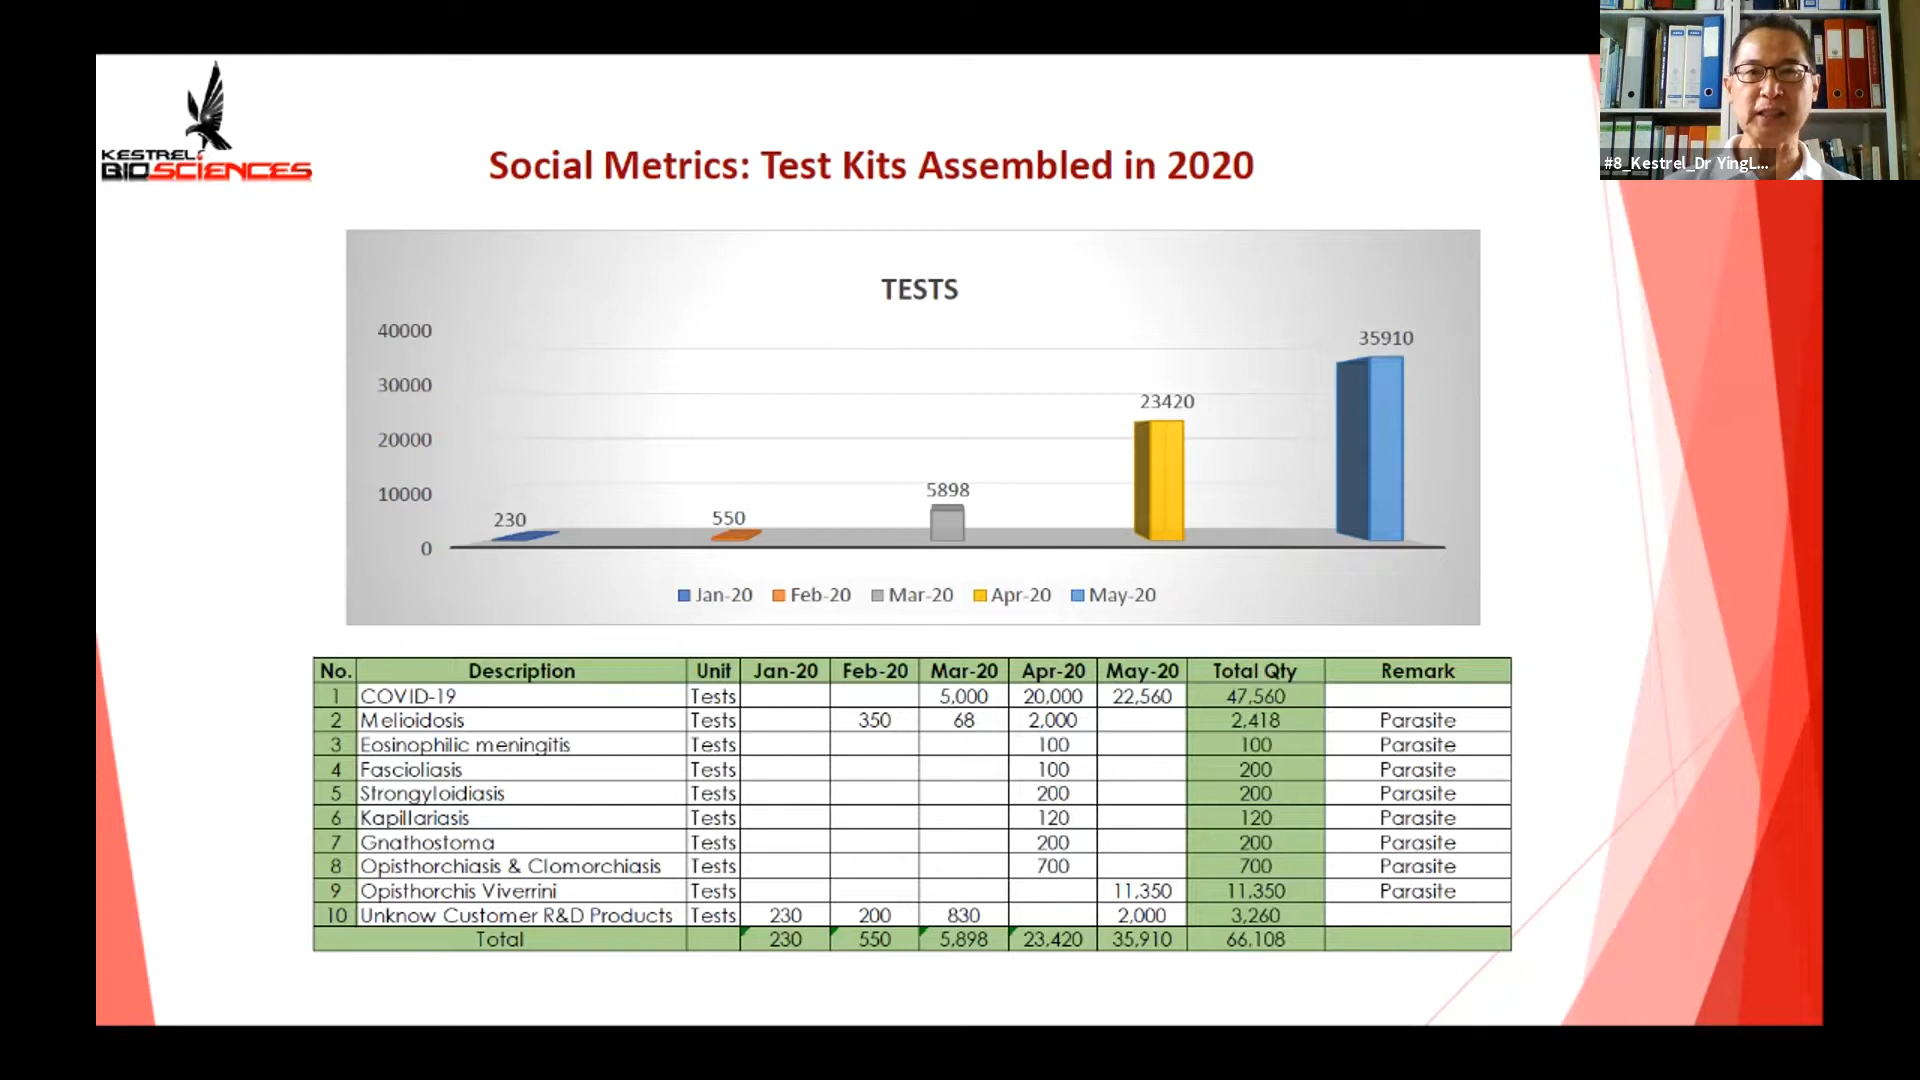 KESTREL
BIOSCIENCES
#8_Kestrel_Dr YingL...
Social Metrics: Test Kits Assembled in 2020
TESTS
40000
30000
20000
10000
0
230
550
5898
23420
35910
Jan-20 Feb-20 Mar-20 Apr-20 May-20
No. Description Unit Jan-20 Feb-20 Mar-20 Apr-20 May-20 Total Qty Remark
1 COVID-19 Tests 5,000 20,000 22,560 47,560
2 Melioidosis Tests 350 68 2,000 2,418 Parasite
3 Eosinophilic meningitis Tests 100 100 Parasite
4 Fascioliasis Tests 100 200 Parasite
5 Strongyloidiasis Tests 200 200 Parasite
6 Kapillariasis Tests 120 120 Parasite
7 Gnathostoma Tests 200 200 Parasite
8 Opisthorchiasis & Clomorchiasis Tests 700 700 Parasite
9 Opisthorchis Viverrini Tests 11,350 11,350 Parasite
10 Unknow Customer R&D Products Tests 230 200 830 2,000 3,260
Total 230 550 5,898 23,420 35,910 66,108